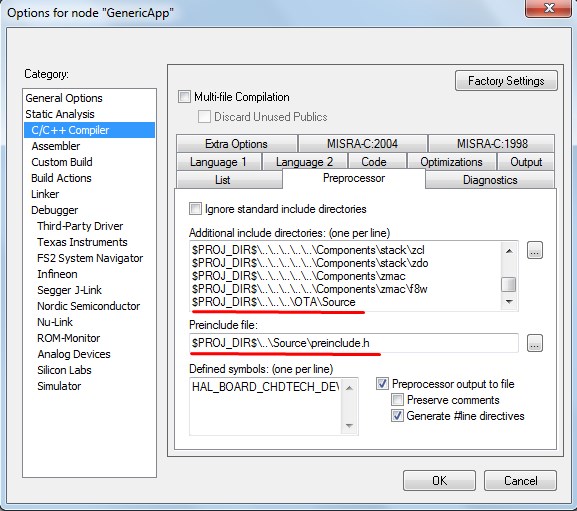 Options for node "GenericApp"
Category:
General Options
Static Analysis
C/C++ Compiler
Assembler
Custom Build
Build Actions
Linker
Debugger
Third-Party Driver
Texas Instruments
FS2 System Navigator
Infineon
Segger J-Link
Nordic Semiconductor
Nu-Link
ROM-Monitor
Analog Devices
Silicon Labs
Simulator
Factory Settings
Multi-file Compilation
Discard Unused Publics
Extra Options MISRA-C:2004 MISRA-C:1998
Language 1 Language 2 Code Optimizations Output
List Preprocessor Diagnostics
Ignore standard include directories
Additional include directories: (one per line)
$PROJ_DIR$\..\..\..\..\..\Components\stack\zcl
$PROJ_DIR$\..\..\..\..\..\Components\stack\zdo
$PROJ_DIR$\..\..\..\..\..\Components\zmac
$PROJ_DIR$\..\..\..\..\..\Components\zmac\f8w
$PROJ_DIR$\..\..\..\OTA\Source
...
Preinclude file:
$PROJ_DIR$\..\Source\preinclude.h
...
Defined symbols: (one per line)
HAL_BOARD_CHDTECH_DEV
Preprocessor output to file
Preserve comments
Generate #line directives
OK Cancel